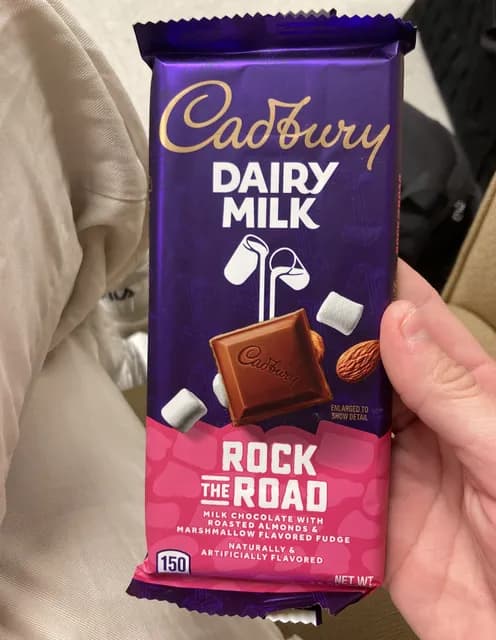 Cadbury
DAIRY
MILK
Cadbury
ENLARGED TO
SHOW DETAIL
ROCK
THE ROAD
MILK CHOCOLATE WITH
ROASTED ALMONDS &
MARSHMALLOW FLAVORED FUDGE
NATURALLY &
ARTIFICIALLY FLAVORED
150
NET WT.